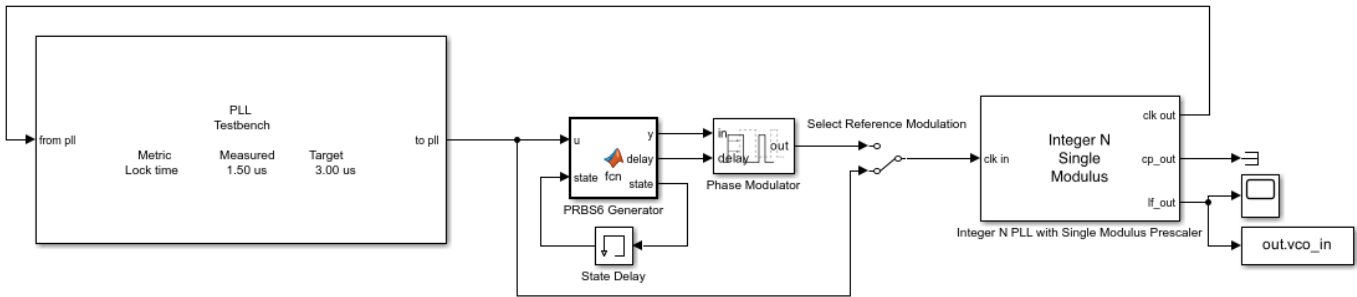 PLL
Testbench
from pll
to pll
Metric Measured Target
Lock time 1.50 us 3.00 us
u
state
y
delay
state
fcn
PRBS6 Generator
State Delay
in
delay
out
Phase Modulator
Select Reference Modulation
clk in
Integer N
Single
Modulus
clk out
cp_out
lf_out
Integer N PLL with Single Modulus Prescaler
out.vco_in